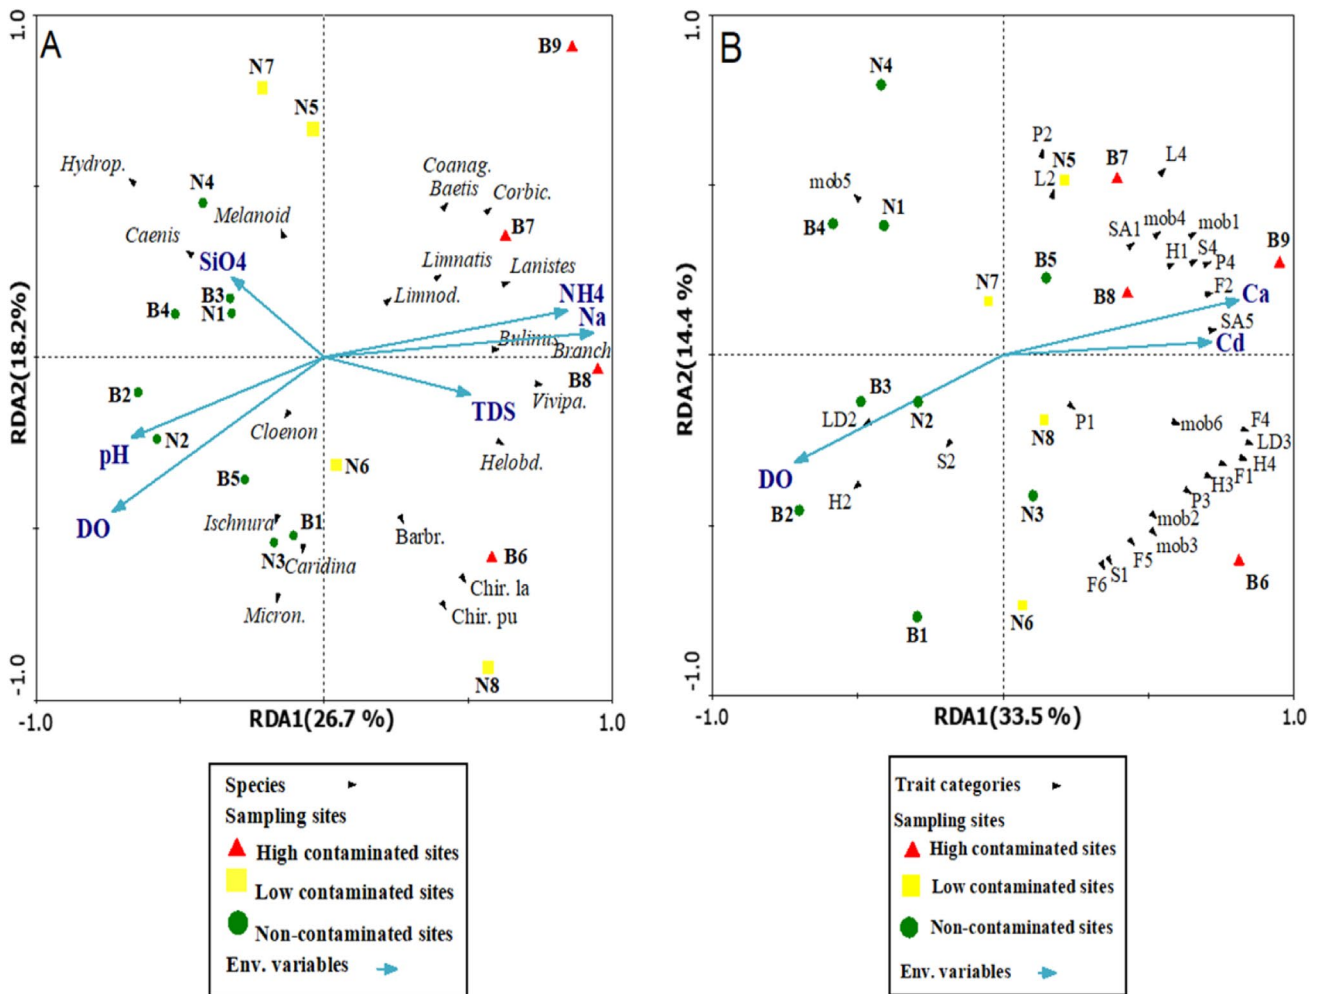 A
1.0
B9
N7
N5
Hydrop.
N4
Coanag.
Baetis
Corbic.
Melanoid
B7
Caenis
SiO4
Limnatis
Lanistes
Limnod.
NH4
B3
B4
N1
Na
Bulinus
Branch
B8
B2
TDS
Vivipa.
pH
N2
Cloenon
N6
Helobd.
B5
DO
Ischnura
B1
Barbr.
N3
Caridina
B6
Chir. la
Micron.
Chir. pu
N8
RDA2(18.2%)
-1.0
-1.0
RDA1(26.7 %)
1.0
Species
Sampling sites
High contaminated sites
Low contaminated sites
Non-contaminated sites
Env. variables
B
1.0
N4
P2
N5
B7
L4
L2
mob5
B4
N1
SA1
mob4
mob1
H1
S4
P4
B9
B5
N7
B8
F2
Ca
SA5
Cd
B3
LD2
N2
N8
P1
mob6
F4
LD3
S2
H4
F1
H3
DO
H2
P3
B2
N3
mob2
mob3
F5
S1
F6
B6
N6
B1
RDA2(14.4 %)
-1.0
-1.0
RDA1(33.5 %)
1.0
Trait categories
Sampling sites
High contaminated sites
Low contaminated sites
Non-contaminated sites
Env. variables